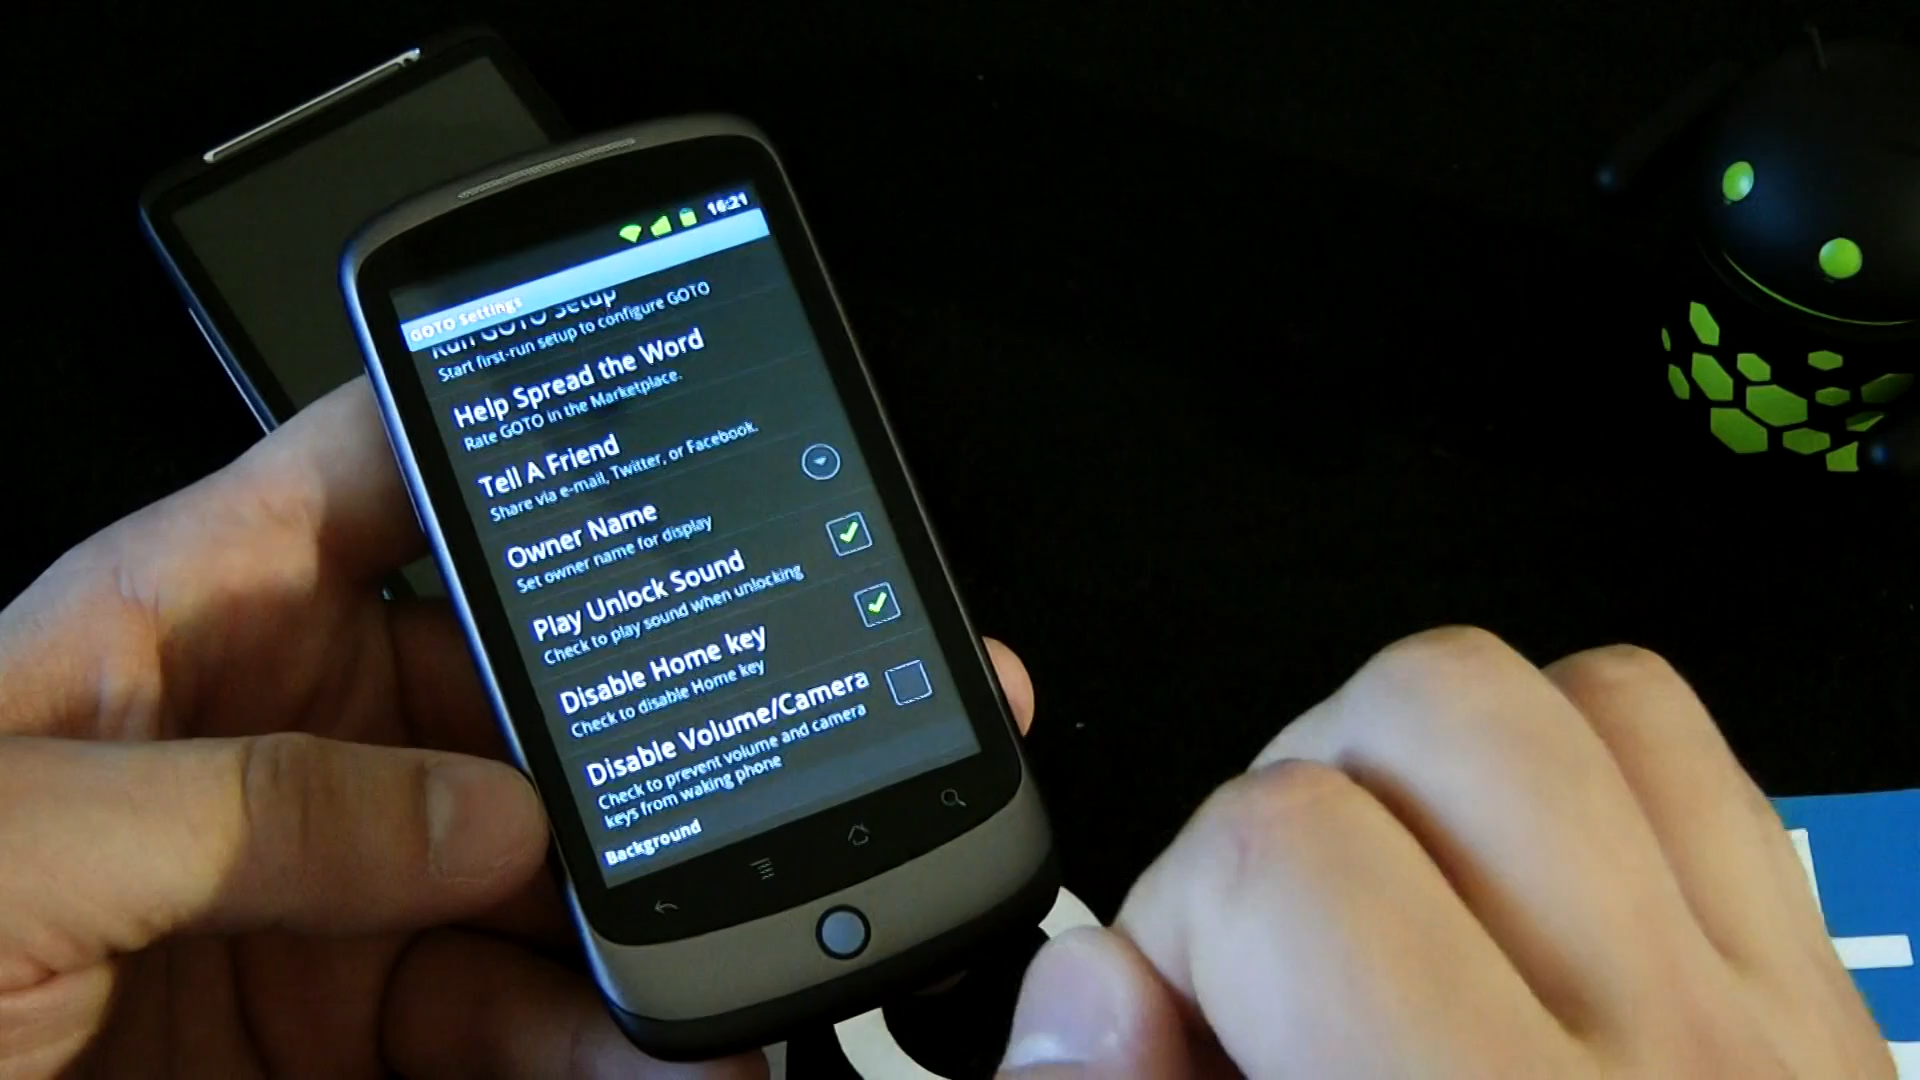 16:21
GOTO Settings
Run GOTO Setup
Start first-run setup to configure GOTO
Help Spread the Word
Rate GOTO in the Marketplace.
Tell A Friend
Share via e-mail, Twitter, or Facebook.
Owner Name
Set owner name for display
Play Unlock Sound
Check to play sound when unlocking
Disable Home key
Check to disable Home key
Disable Volume/Camera
Check to prevent volume and camera
keys from waking phone
Background